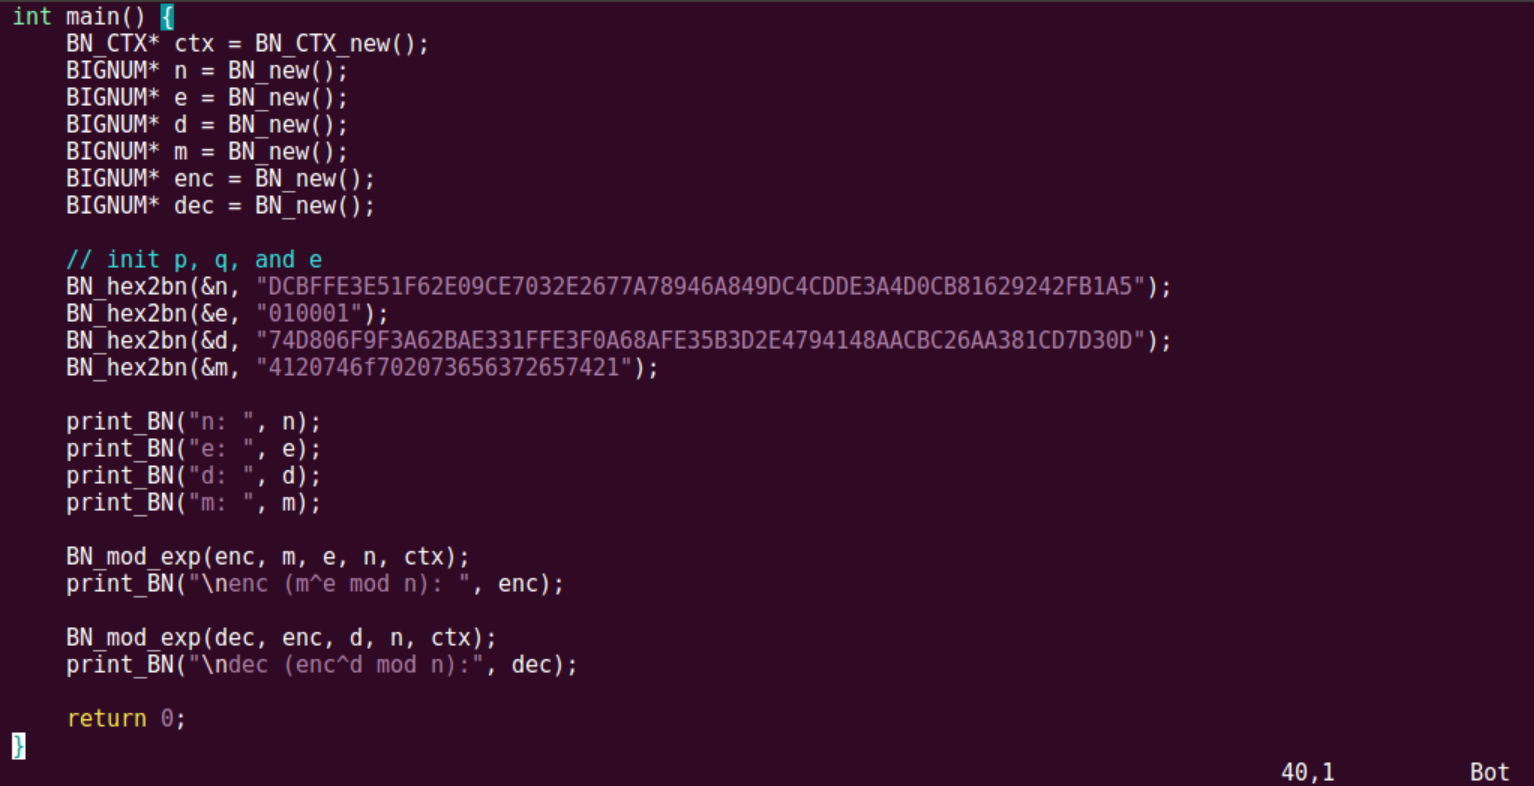 int main() {
    BN_CTX* ctx = BN_CTX_new();
    BIGNUM* n = BN_new();
    BIGNUM* e = BN_new();
    BIGNUM* d = BN_new();
    BIGNUM* m = BN_new();
    BIGNUM* enc = BN_new();
    BIGNUM* dec = BN_new();

    // init p, q, and e
    BN_hex2bn(&n, "DCBFFE3E51F62E09CE7032E2677A78946A849DC4CDDE3A4D0CB81629242FB1A5");
    BN_hex2bn(&e, "010001");
    BN_hex2bn(&d, "74D806F9F3A62BAE331FFE3F0A68AFE35B3D2E4794148AACBC26AA381CD7D30D");
    BN_hex2bn(&m, "4120746f702073656372657421");

    print_BN("n: ", n);
    print_BN("e: ", e);
    print_BN("d: ", d);
    print_BN("m: ", m);

    BN_mod_exp(enc, m, e, n, ctx);
    print_BN("\nenc (m^e mod n): ", enc);

    BN_mod_exp(dec, enc, d, n, ctx);
    print_BN("\ndec (enc^d mod n):", dec);

    return 0;
}
40,1 Bot